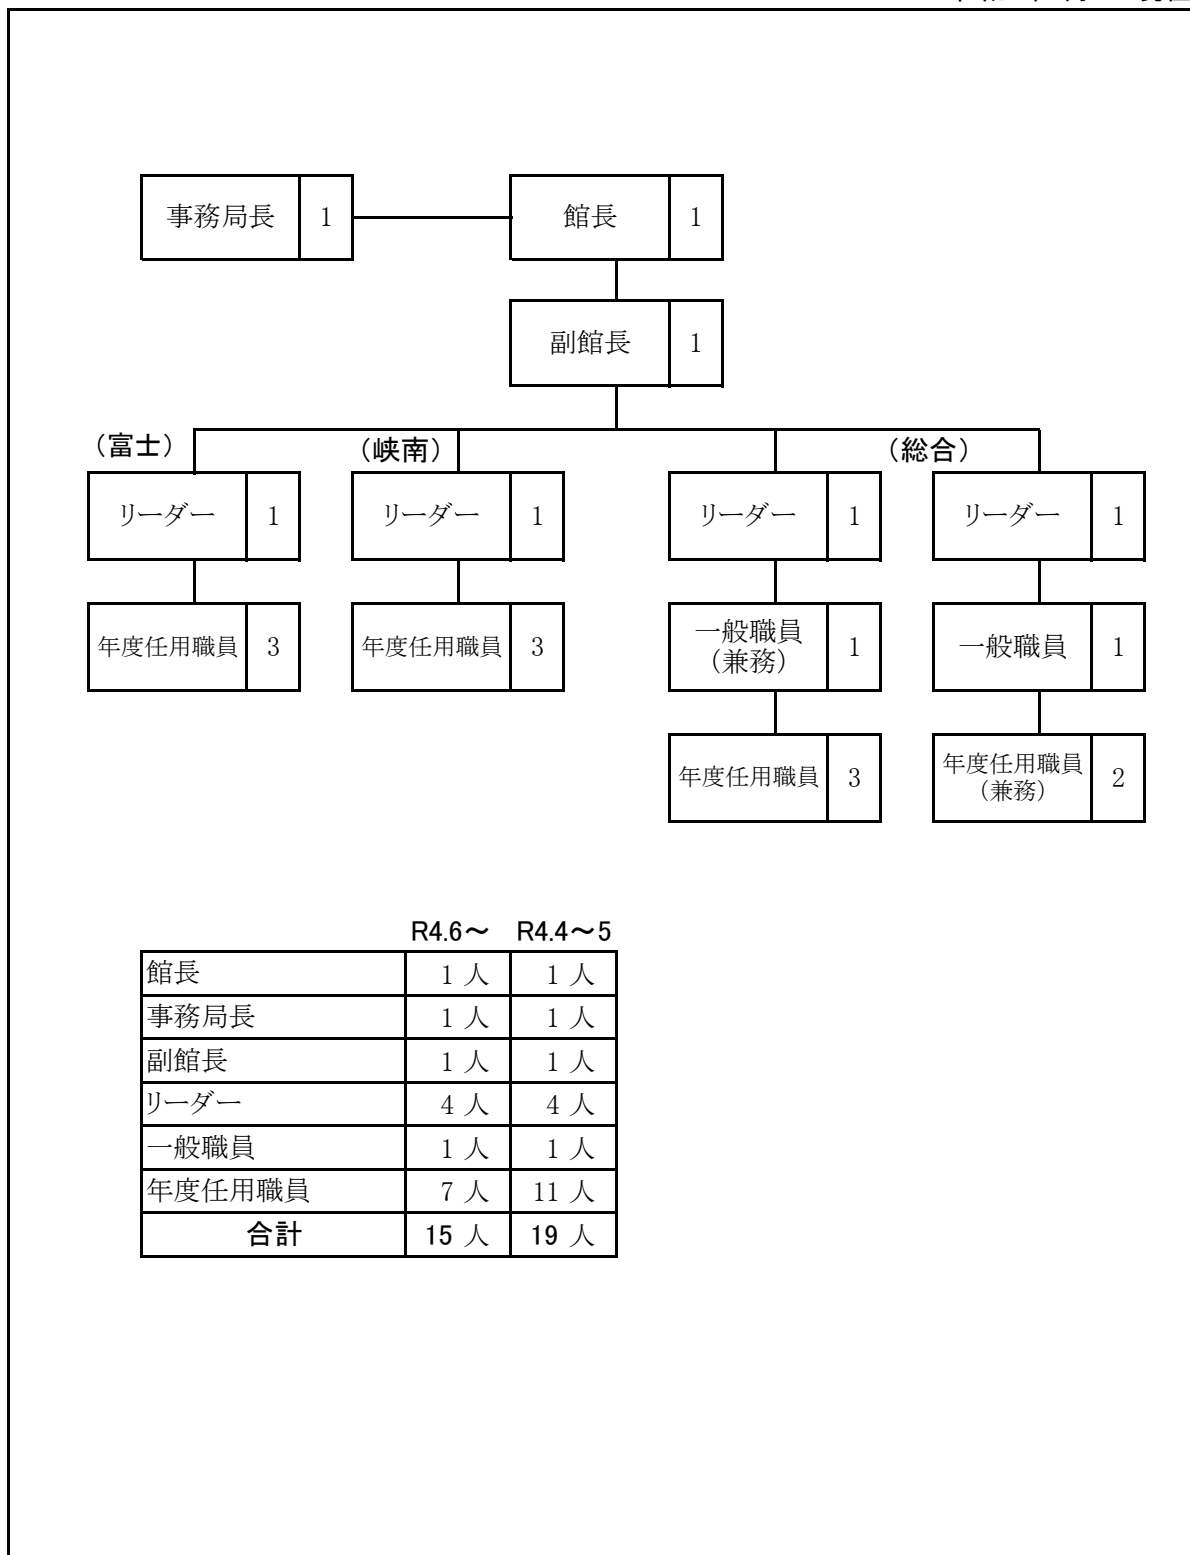 事務局長 1 館長 1
副館長 1
（富士） （峡南） （総合）
リーダー 1 リーダー 1 リーダー 1 リーダー 1
年度任用職員 3 年度任用職員 3 一般職員 （兼務） 1 一般職員 1
年度任用職員 3 年度任用職員 （兼務） 2
R4.6～ R4.4～5
館長 1 人 1 人
事務局長 1 人 1 人
副館長 1 人 1 人
リーダー 4 人 4 人
一般職員 1 人 1 人
年度任用職員 7 人 11 人
合計 15 人 19 人